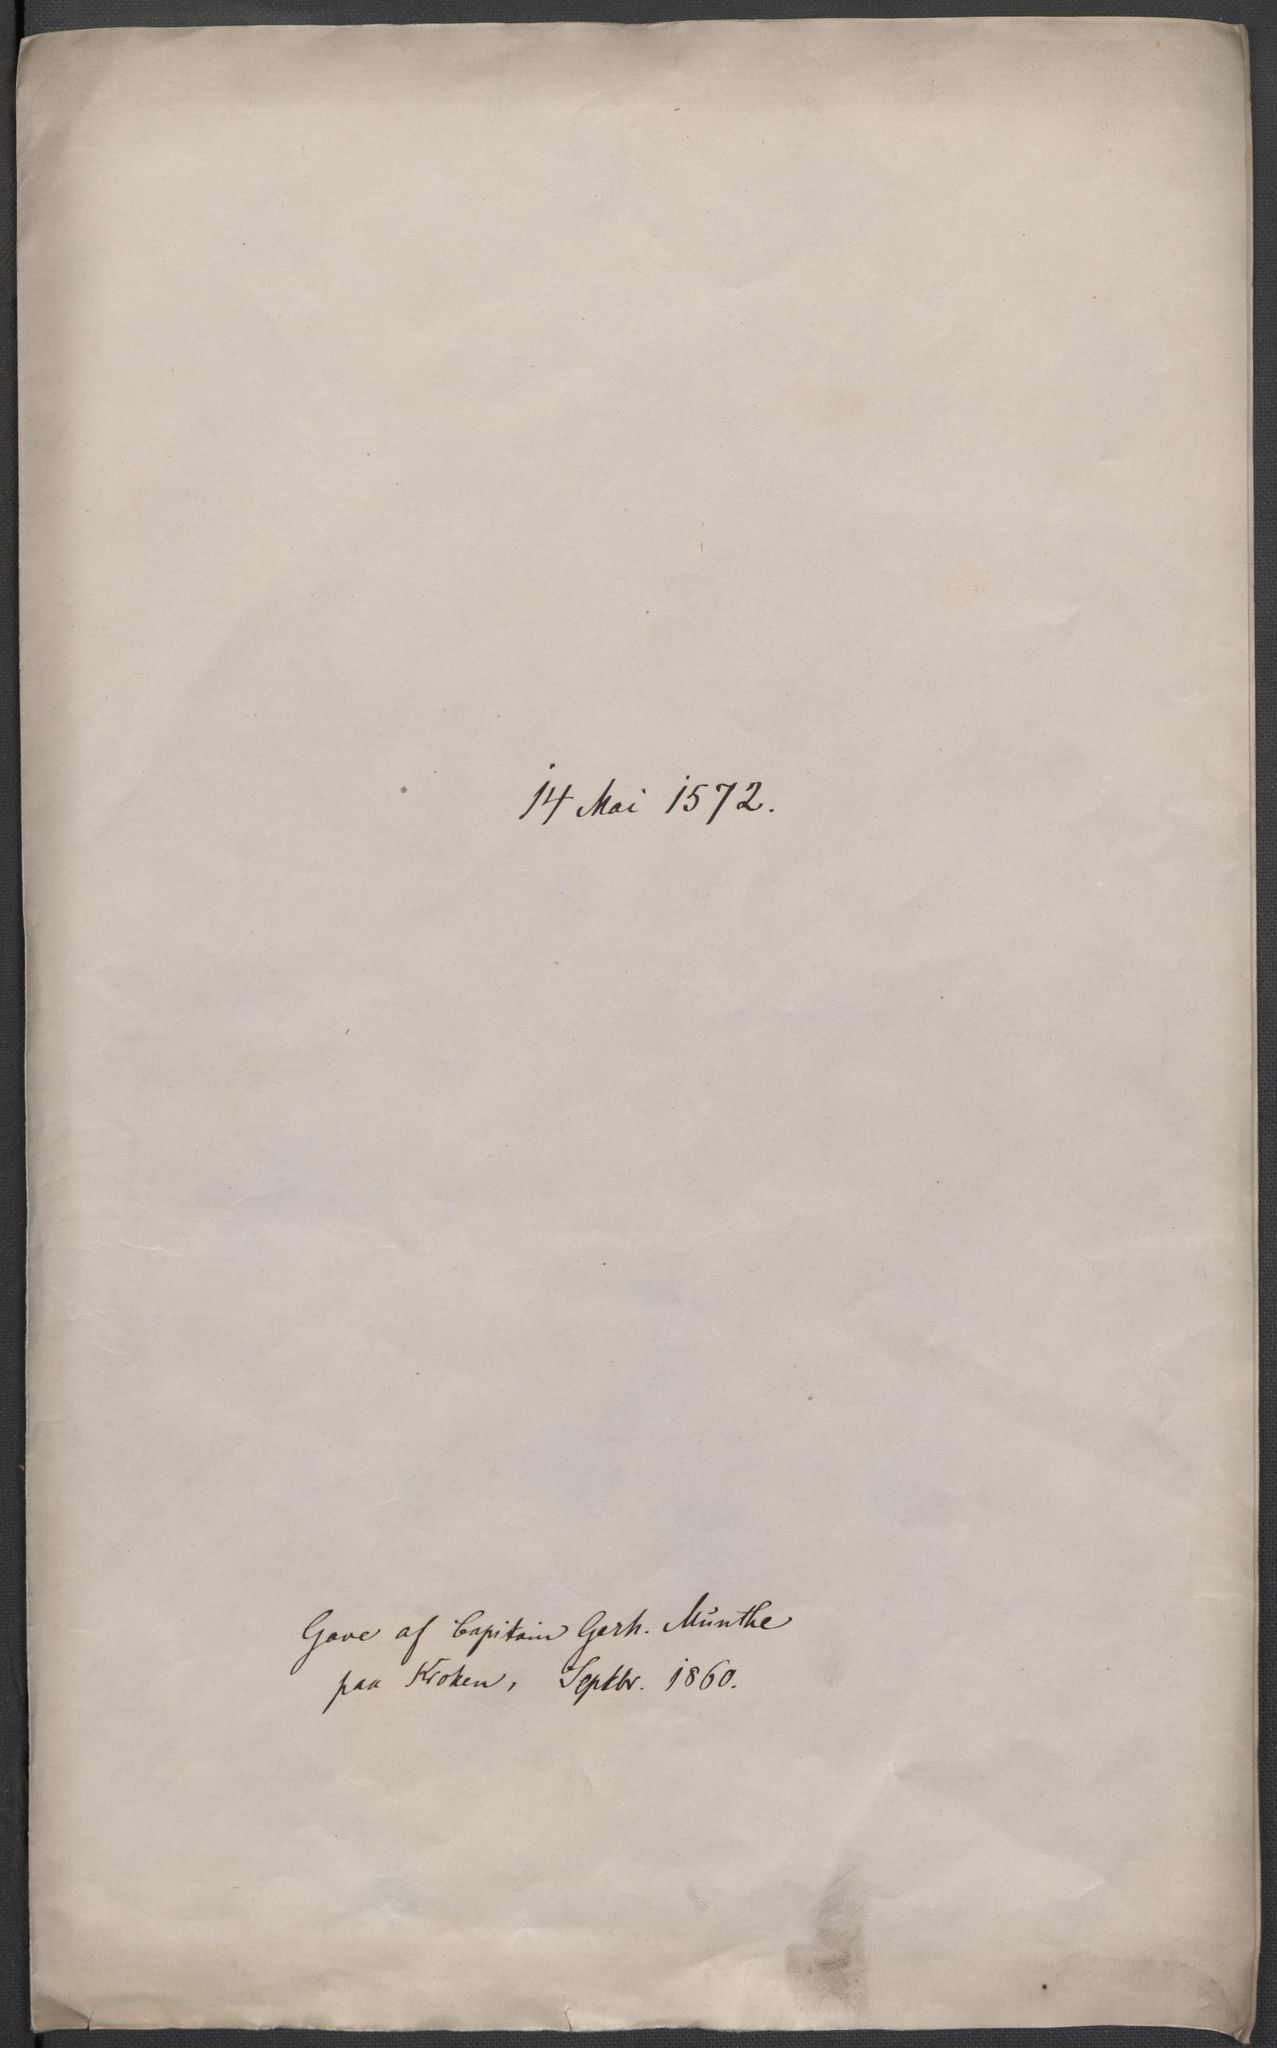 14 Mai 1572.
Gave af Capitain Gerh. Munthe
paa Kroken, Septbr. 1860.